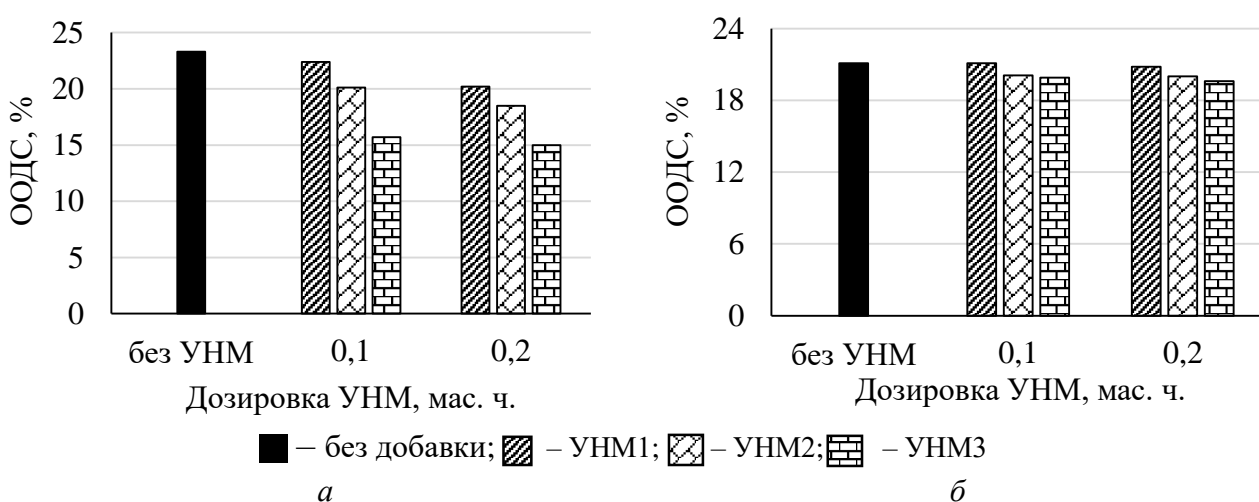 ООДС, %
25
20
15
10
5
0
без УНМ 0,1 0,2
Дозировка УНМ, мас. ч.
ООДС, %
24
18
12
6
0
без УНМ 0,1 0,2
Дозировка УНМ, мас. ч.
– без добавки; – УНМ1; – УНМ2; – УНМ3
а б